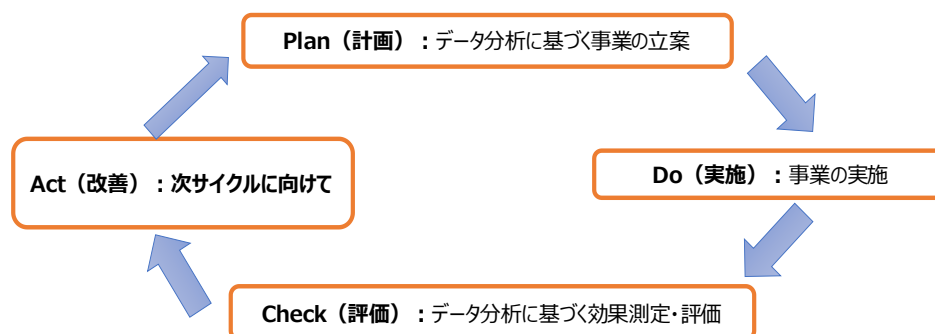 Plan（計画）：データ分析に基づく事業の立案
Act（改善）：次サイクルに向けて
Do（実施）：事業の実施
Check（評価）：データ分析に基づく効果測定・評価